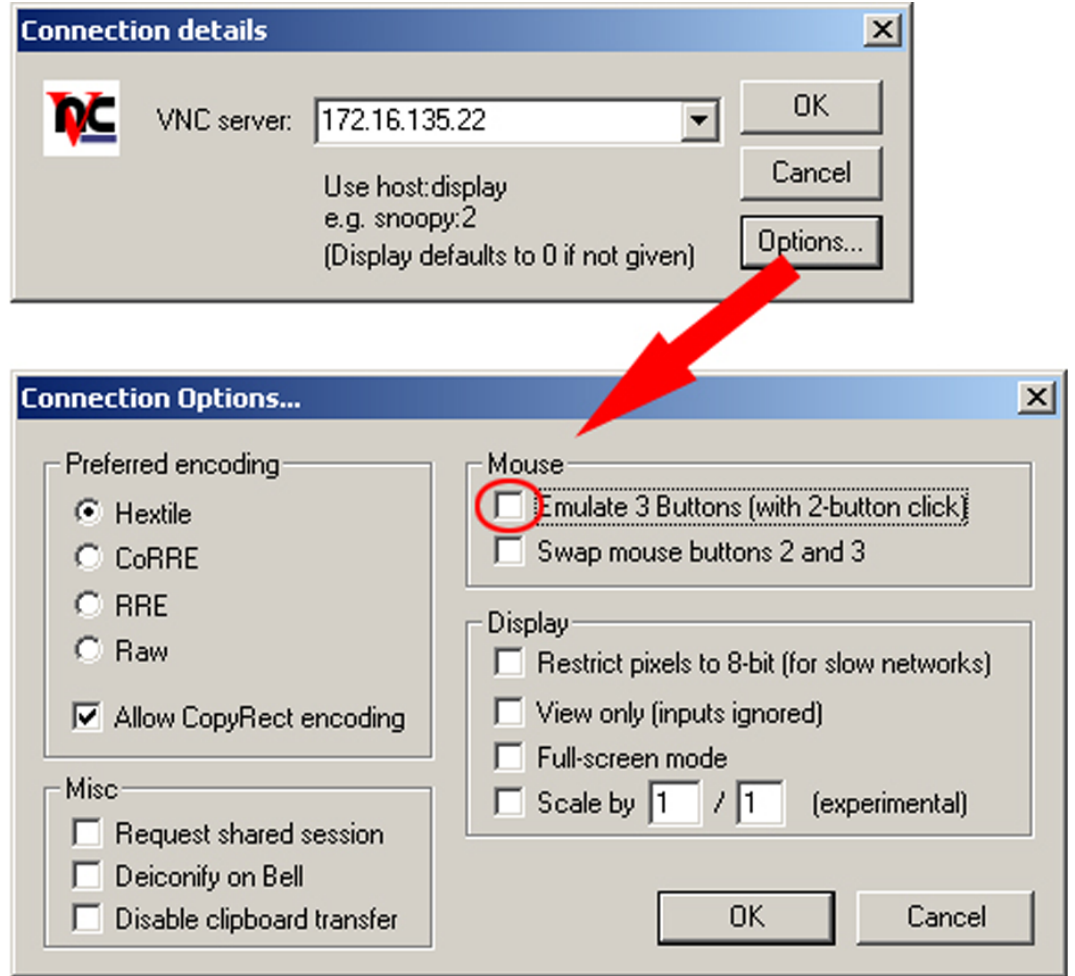 Connection details
VNC
VNC server:
172.16.135.22
OK
Use host:display
e.g. snoopy:2
(Display defaults to 0 if not given)
Cancel
Options...
Connection Options...
Preferred encoding
Hextile
CoRRE
RRE
Raw
Allow CopyRect encoding
Misc
Request shared session
Deiconify on Bell
Disable clipboard transfer
Mouse
Emulate 3 Buttons (with 2-button click)
Swap mouse buttons 2 and 3
Display
Restrict pixels to 8-bit (for slow networks)
View only (inputs ignored)
Full-screen mode
Scale by 1 / 1 (experimental)
OK
Cancel